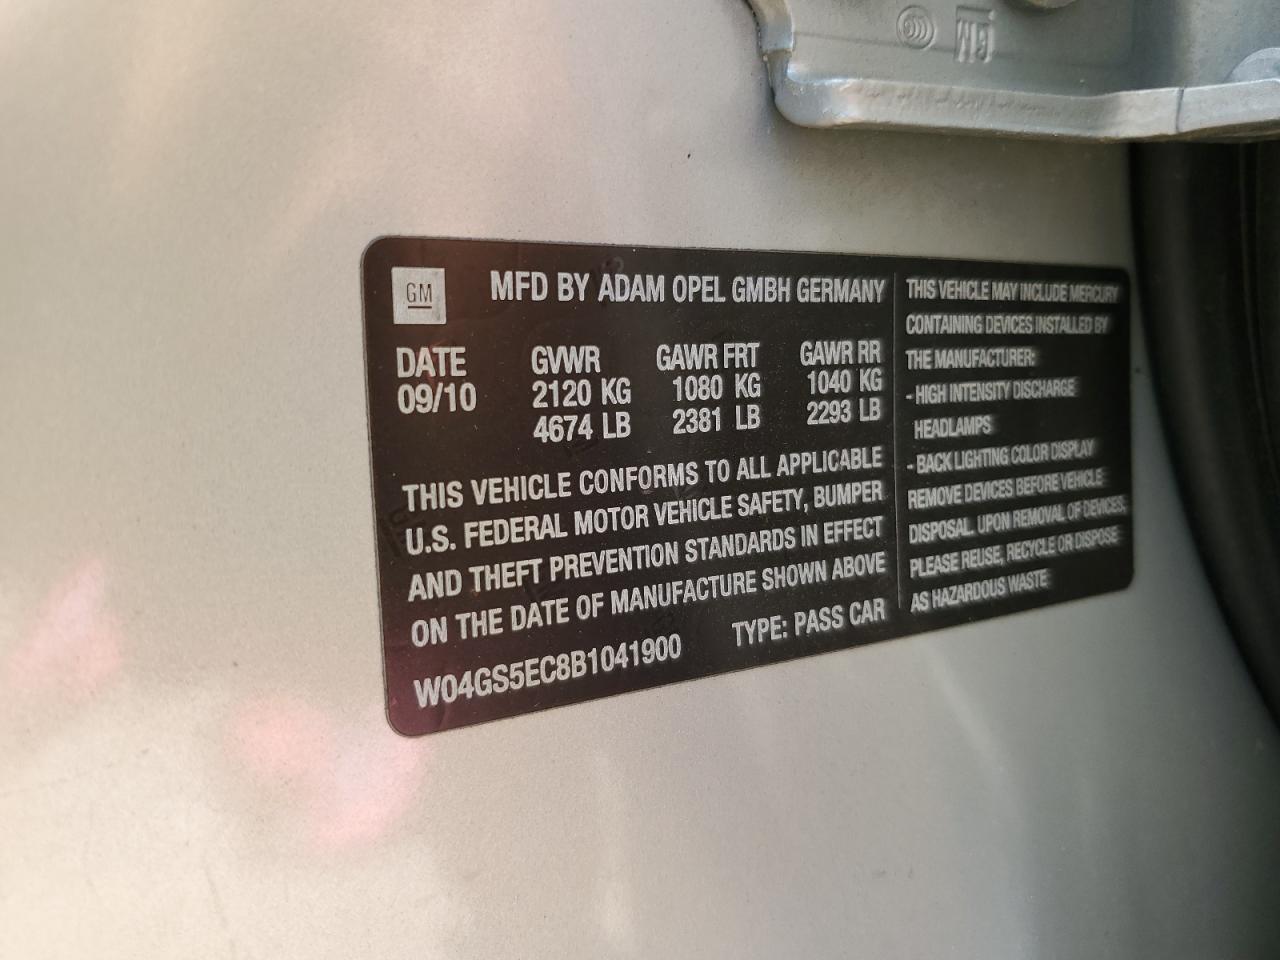 GM
MFD BY ADAM OPEL GMBH GERMANY
DATE
09/10
GVWR GAWR FRT GAWR RR
2120 KG 1080 KG 1040 KG
4674 LB 2381 LB 2293 LB
THIS VEHICLE CONFORMS TO ALL APPLICABLE
U.S. FEDERAL MOTOR VEHICLE SAFETY, BUMPER
AND THEFT PREVENTION STANDARDS IN EFFECT
ON THE DATE OF MANUFACTURE SHOWN ABOVE
W04GS5EC8B1041900 TYPE: PASS CAR
THIS VEHICLE MAY INCLUDE MERCURY
CONTAINING DEVICES INSTALLED BY
THE MANUFACTURER:
- HIGH INTENSITY DISCHARGE
HEADLAMPS
- BACK LIGHTING COLOR DISPLAY
REMOVE DEVICES BEFORE VEHICLE
DISPOSAL. UPON REMOVAL OF DEVICES,
PLEASE REUSE, RECYCLE OR DISPOSE
AS HAZARDOUS WASTE